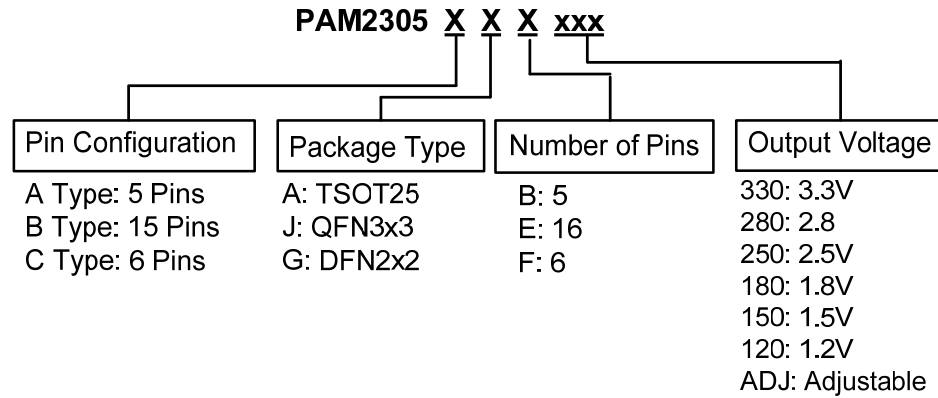 PAM2305 X X X xxx
Pin Configuration
A Type: 5 Pins
B Type: 15 Pins
C Type: 6 Pins
Package Type
A: TSOT25
J: QFN3x3
G: DFN2x2
Number of Pins
B: 5
E: 16
F: 6
Output Voltage
330: 3.3V
280: 2.8
250: 2.5V
180: 1.8V
150: 1.5V
120: 1.2V
ADJ: Adjustable